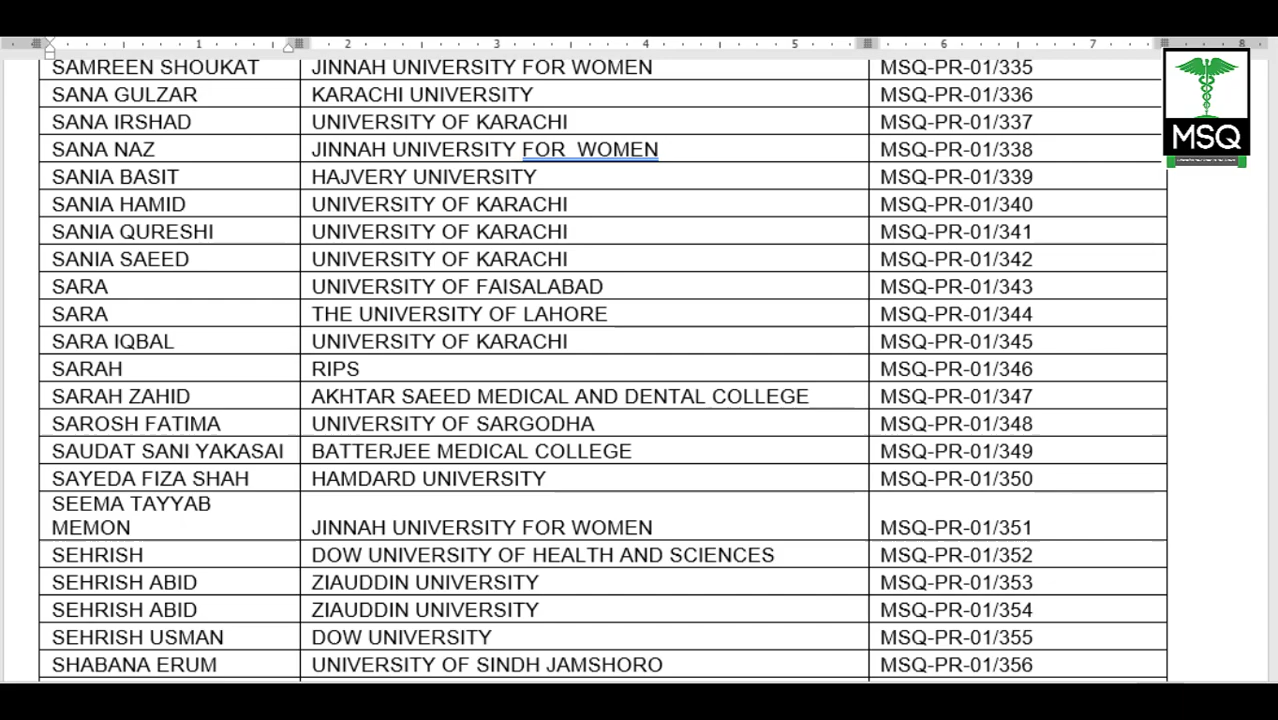 1 2 3 4 5 6 7 8
SAMREEN SHOUKAT JINNAH UNIVERSITY FOR WOMEN MSQ-PR-01/335
SANA GULZAR KARACHI UNIVERSITY MSQ-PR-01/336
SANA IRSHAD UNIVERSITY OF KARACHI MSQ-PR-01/337
SANA NAZ JINNAH UNIVERSITY FOR WOMEN MSQ-PR-01/338
MSQ
SANIA BASIT HAJVERY UNIVERSITY MSQ-PR-01/339
SANIA HAMID UNIVERSITY OF KARACHI MSQ-PR-01/340
SANIA QURESHI UNIVERSITY OF KARACHI MSQ-PR-01/341
SANIA SAEED UNIVERSITY OF KARACHI MSQ-PR-01/342
SARA UNIVERSITY OF FAISALABAD MSQ-PR-01/343
SARA THE UNIVERSITY OF LAHORE MSQ-PR-01/344
SARA IQBAL UNIVERSITY OF KARACHI MSQ-PR-01/345
SARAH RIPS MSQ-PR-01/346
SARAH ZAHID AKHTAR SAEED MEDICAL AND DENTAL COLLEGE MSQ-PR-01/347
SAROSH FATIMA UNIVERSITY OF SARGODHA MSQ-PR-01/348
SAUDAT SANI YAKASAI BATTERJEE MEDICAL COLLEGE MSQ-PR-01/349
SAYEDA FIZA SHAH HAMDARD UNIVERSITY MSQ-PR-01/350
SEEMA TAYYAB
MEMON JINNAH UNIVERSITY FOR WOMEN MSQ-PR-01/351
SEHRISH DOW UNIVERSITY OF HEALTH AND SCIENCES MSQ-PR-01/352
SEHRISH ABID ZIAUDDIN UNIVERSITY MSQ-PR-01/353
SEHRISH ABID ZIAUDDIN UNIVERSITY MSQ-PR-01/354
SEHRISH USMAN DOW UNIVERSITY MSQ-PR-01/355
SHABANA ERUM UNIVERSITY OF SINDH JAMSHORO MSQ-PR-01/356